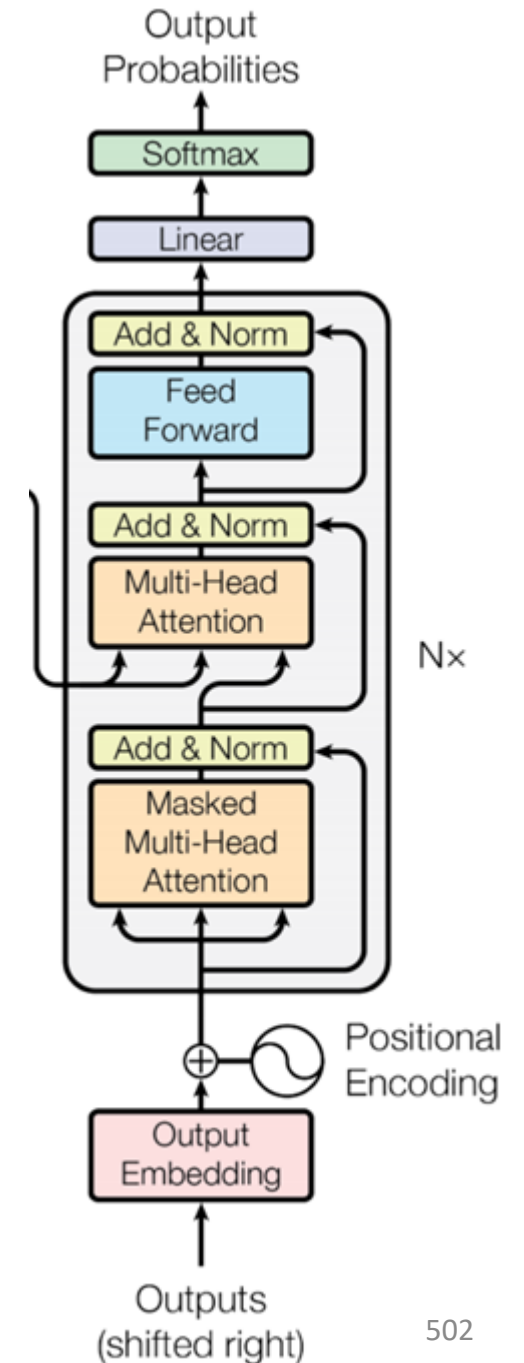 Output
Probabilities
Softmax
Linear
Add & Norm
Feed
Forward
Add & Norm
Multi-Head
Attention
N×
Add & Norm
Masked
Multi-Head
Attention
Positional
Encoding
Output
Embedding
Outputs
(shifted right)
502